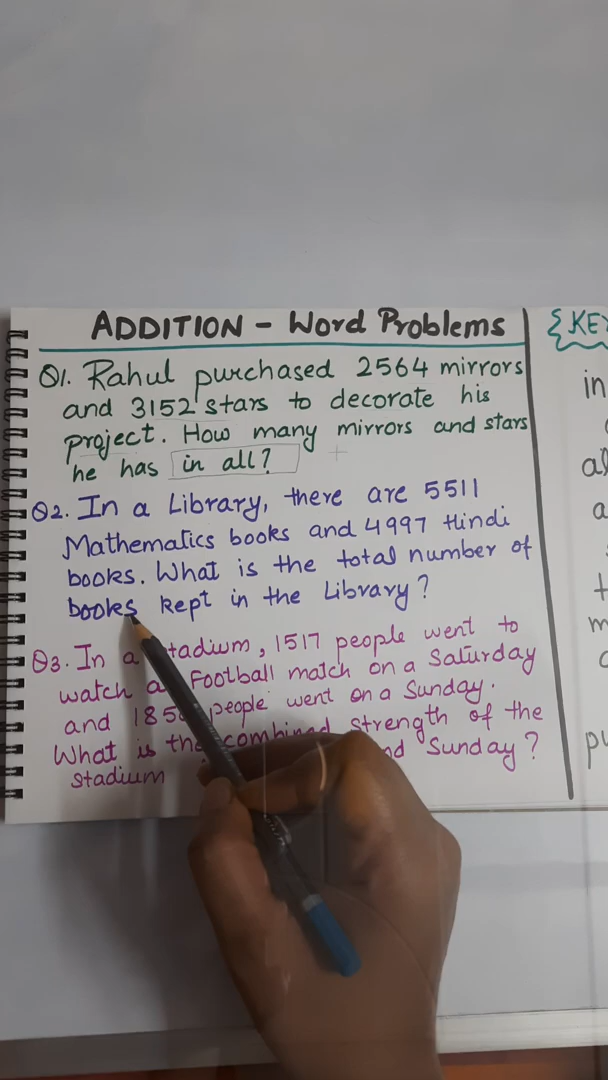 ADDITION - Word Problems
Q1. Rahul purchased 2564 mirrors
and 3152 stars to decorate his
project. How many mirrors and stars
he has in all?
Q2. In a Library, there are 5511
Mathematics books and 4997 Hindi
books. What is the total number of
books kept in the Library?
Q3. In a stadium, 1517 people went to
watch a Football match on a Saturday
and people went on a Sunday.
What is the combined strength of the
stadium and Sunday?
{KEY
in
al
a